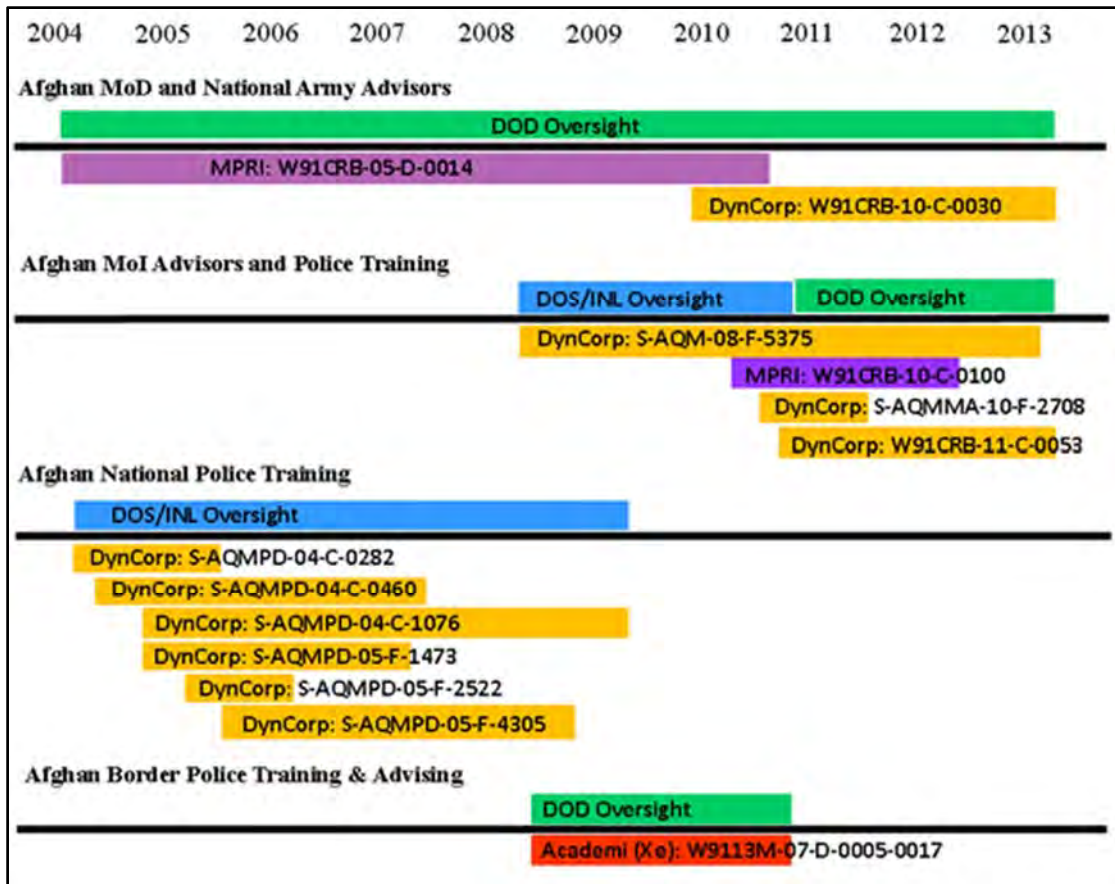 2004 2005 2006 2007 2008 2009 2010 2011 2012 2013
Afghan MoD and National Army Advisors
DOD Oversight
MPRI: W91CRB-05-D-0014
DynCorp: W91CRB-10-C-0030
Afghan MoI Advisors and Police Training
DOS/INL Oversight DOD Oversight
DynCorp: S-AQM-08-F-5375
MPRI: W91CRB-10-C-0100
DynCorp: S-AQMMA-10-F-2708
DynCorp: W91CRB-11-C-0053
Afghan National Police Training
DOS/INL Oversight
DynCorp: S-AQMPD-04-C-0282
DynCorp: S-AQMPD-04-C-0460
DynCorp: S-AQMPD-04-C-1076
DynCorp: S-AQMPD-05-F-1473
DynCorp: S-AQMPD-05-F-2522
DynCorp: S-AQMPD-05-F-4305
Afghan Border Police Training & Advising
DOD Oversight
Academi (Xe): W9113M-07-D-0005-0017